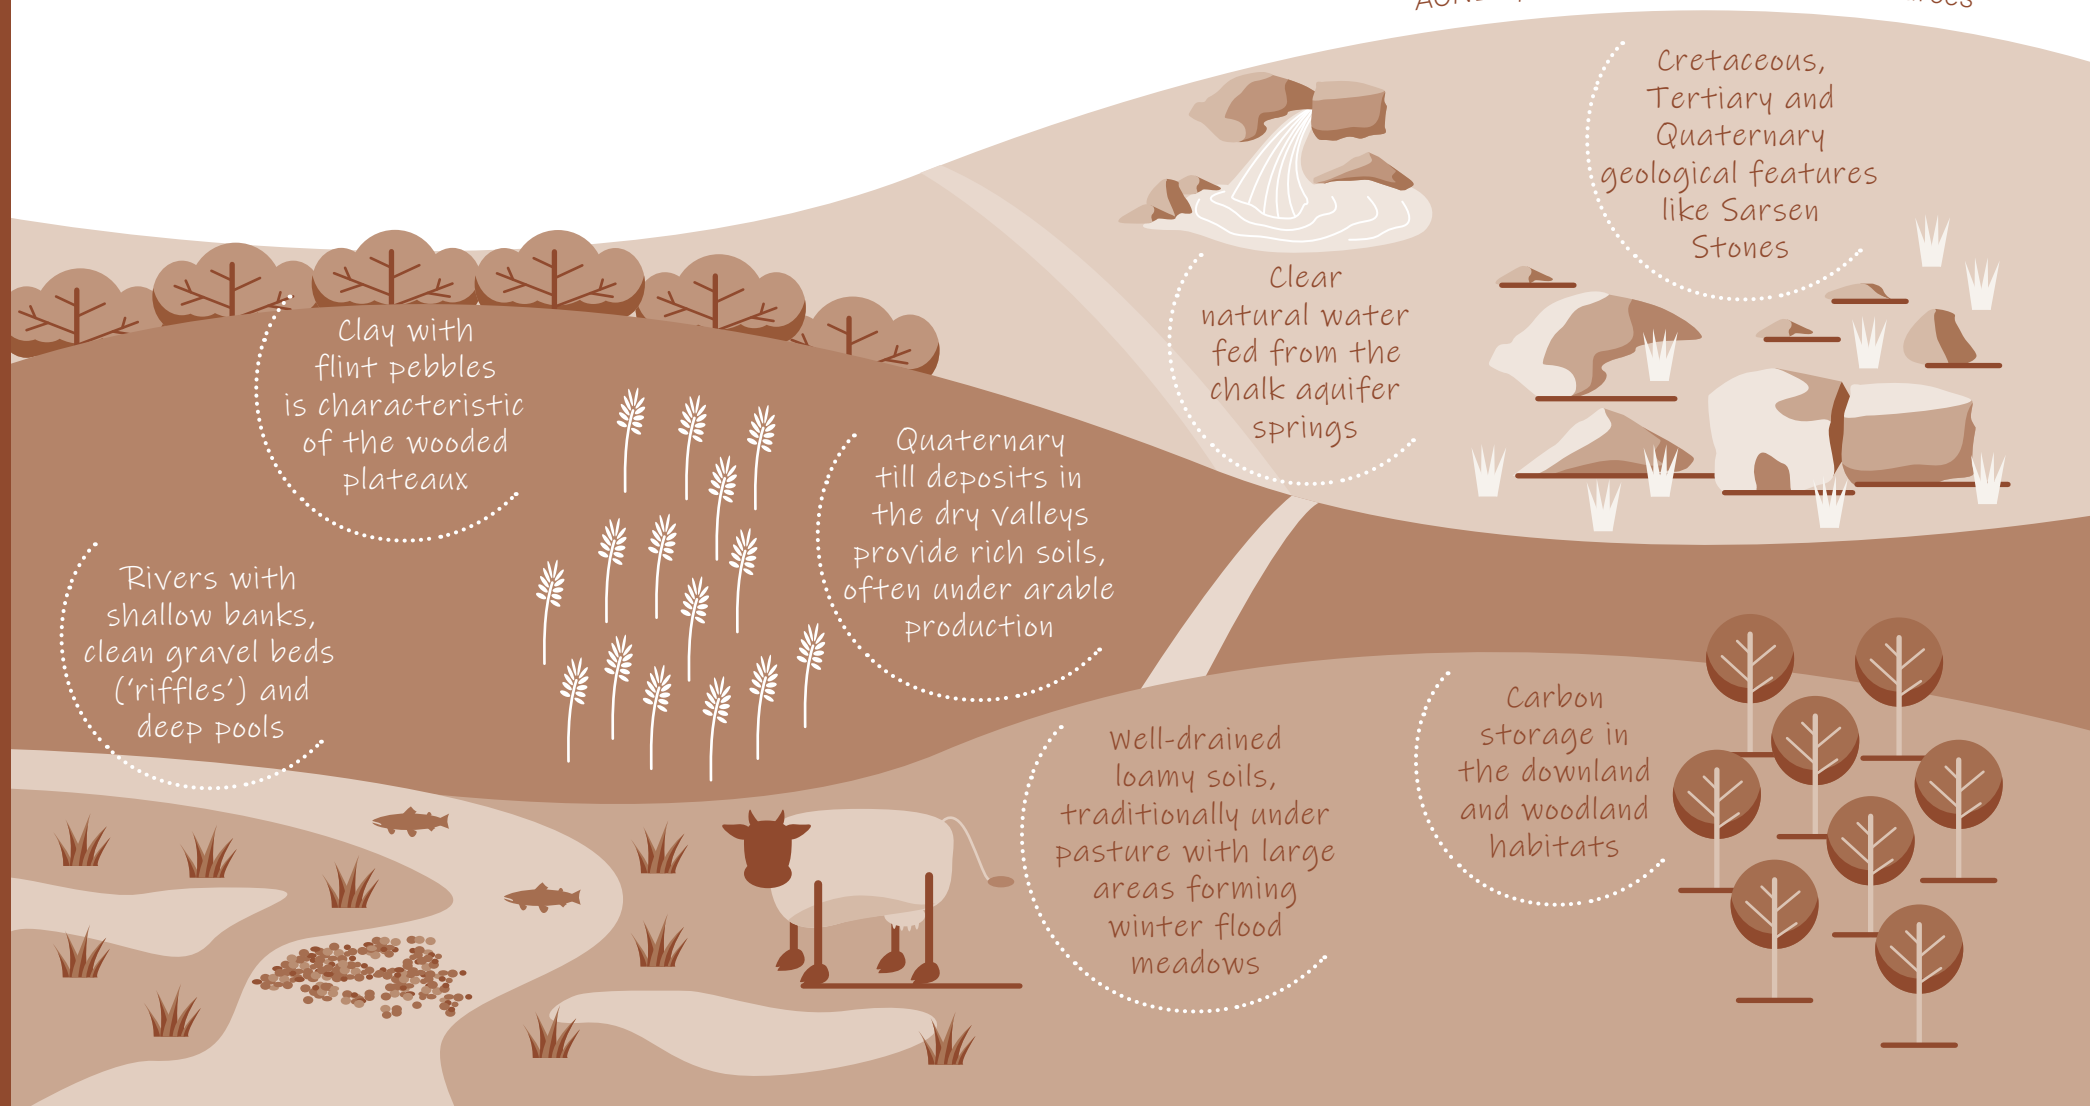 Cretaceous,
Tertiary and
Quaternary
geological features
like Sarsen
Stones
Clear
natural water
fed from the
chalk aquifer
springs
Clay with
flint pebbles
is characteristic
of the wooded
plateaux
Quaternary
till deposits in
the dry valleys
provide rich soils,
often under arable
production
Rivers with
shallow banks,
clean gravel beds
('riffles') and
deep pools
Well-drained
loamy soils,
traditionally under
pasture with large
areas forming
winter flood
meadows
Carbon
storage in
the downland
and woodland
habitats